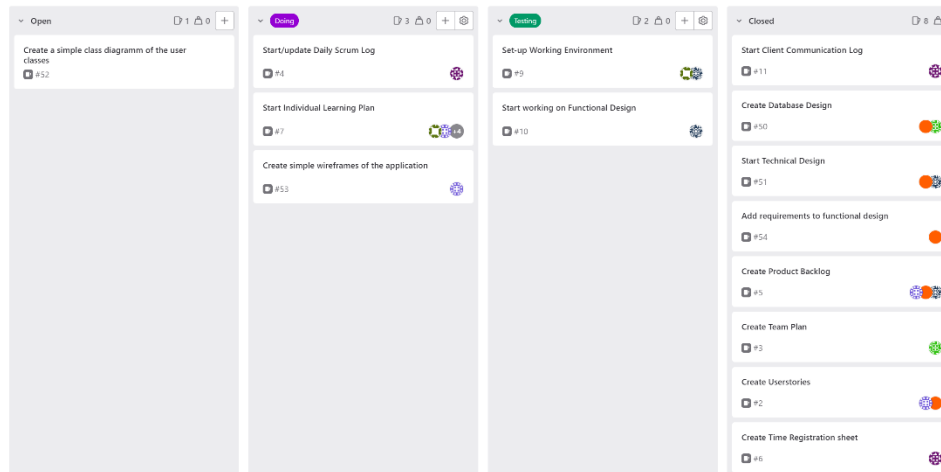 Open 1 0
Create a simple class diagramm of the user
classes
#52
Doing 3 0
Start/update Daily Scrum Log
#4
Start Individual Learning Plan
#7 +4
Create simple wireframes of the application
#53
Testing 2 0
Set-up Working Environment
#9
Start working on Functional Design
#10
Closed 8
Start Client Communication Log
#11
Create Database Design
#50
Start Technical Design
#51
Add requirements to functional design
#54
Create Product Backlog
#5
Create Team Plan
#3
Create Userstories
#2
Create Time Registration sheet
#6